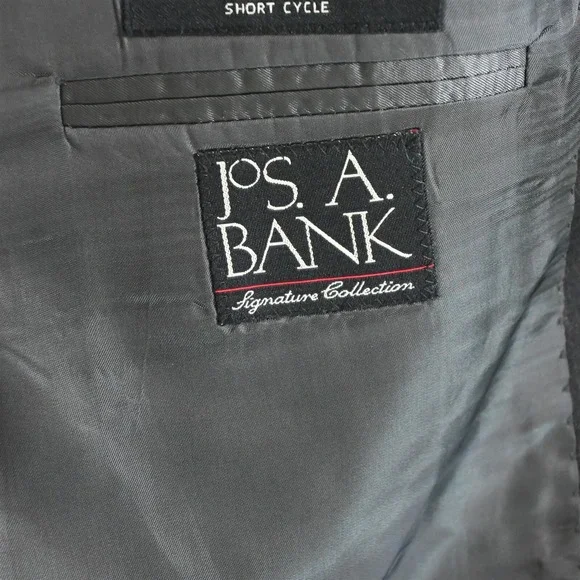 SHORT CYCLE
JoS. A.
BANK
Signature Collection